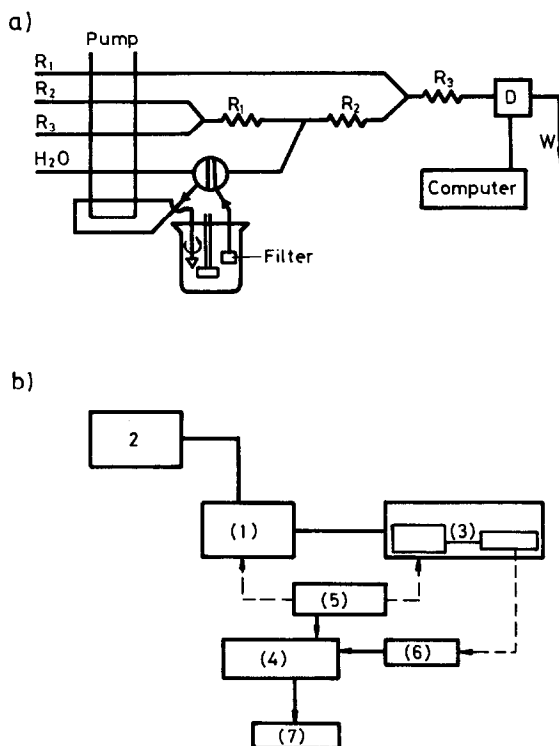 a)
Pump
R₁
R₂
R₃
H₂O
R₁
R₂
R₃
D
W
Computer
Filter
b)
2
(1)
(3)
(5)
(4)
(6)
(7)